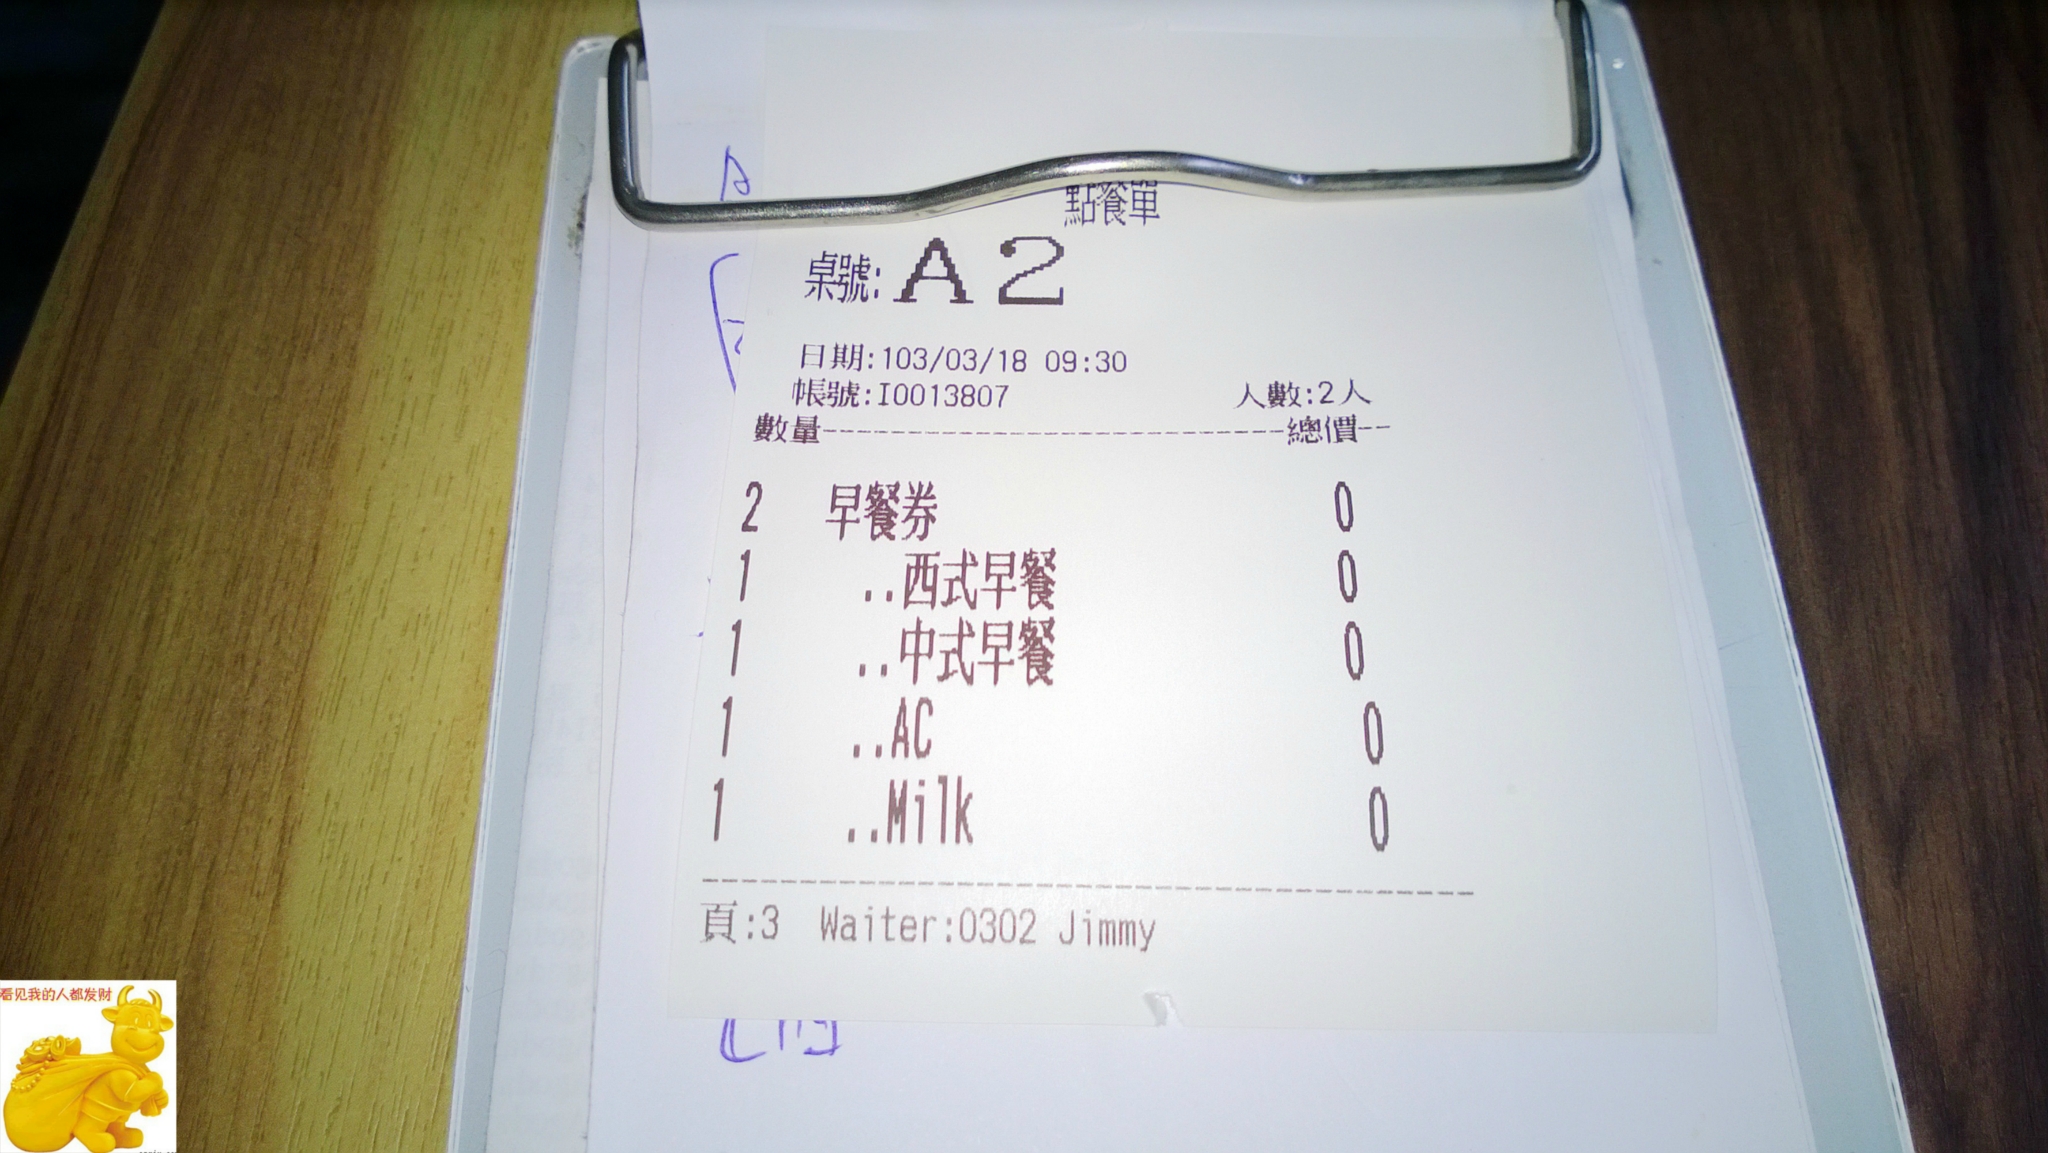 點餐單
桌號: A2
日期:103/03/18 09:30
帳號:I0013807 人數:2人
數量--------------------------總價--
2 早餐券 0
1 ..西式早餐 0
1 ..中式早餐 0
1 ..AC 0
1 ..Milk 0
頁:3 Waiter:0302 Jimmy
看见我的人都发财